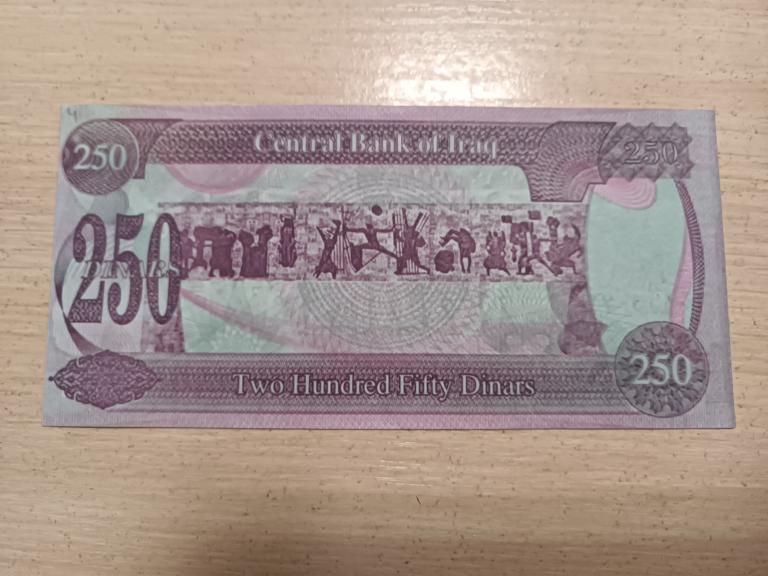 250
Central Bank of Iraq
250
250
DINARS
Two Hundred Fifty Dinars
250